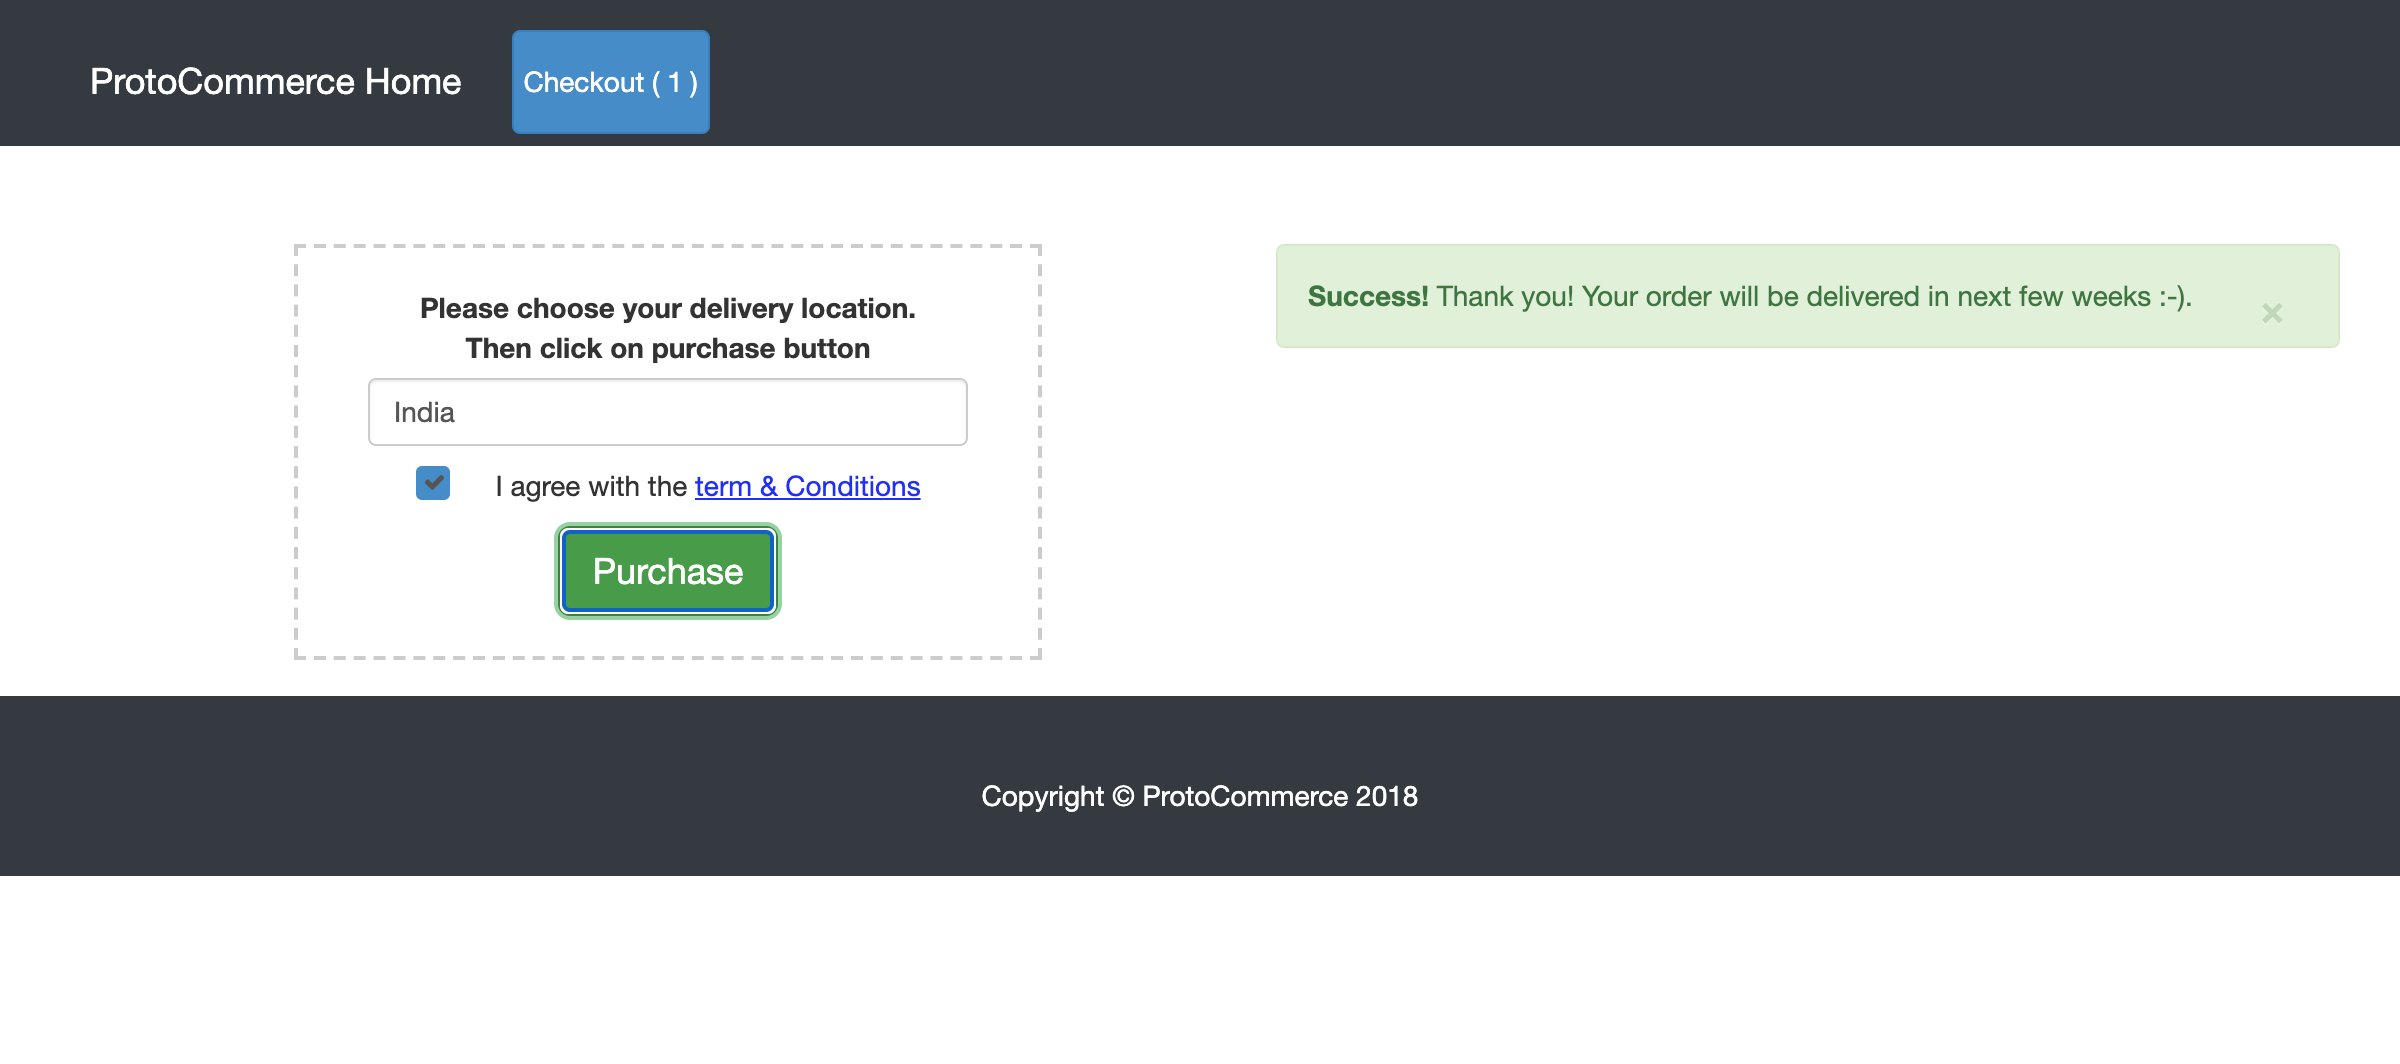 ProtoCommerce Home
Checkout ( 1 )
Please choose your delivery location.
Then click on purchase button
India
I agree with the term & Conditions
Purchase
Success! Thank you! Your order will be delivered in next few weeks :-).
×
Copyright © ProtoCommerce 2018